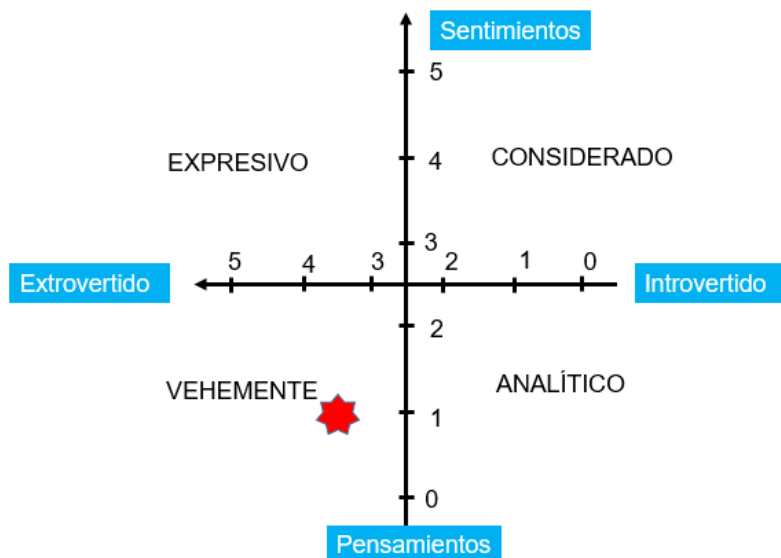 Sentimientos
5
EXPRESIVO
4
CONSIDERADO
3
5 4 3 2 1 0
Extrovertido
Introvertido
2
VEHEMENTE
ANALÍTICO
1
0
Pensamientos